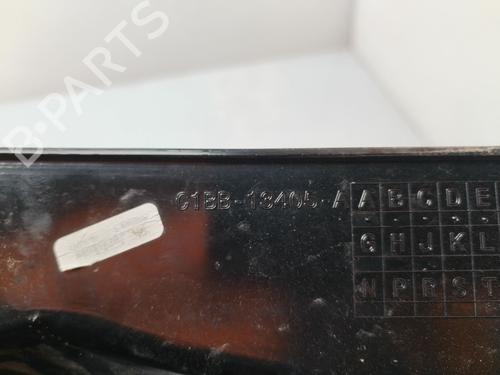 B-PARTS
C1BB-13405-A
A B C D E
G H J K L
N P R S T